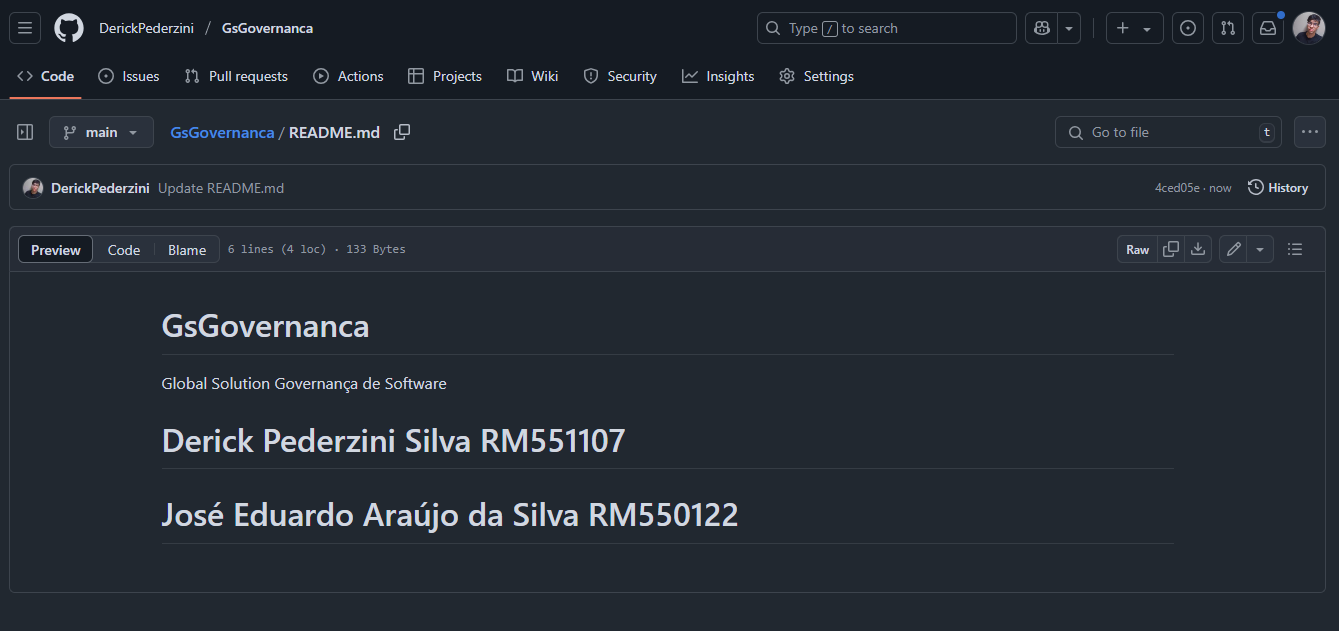 DerickPederzini / GsGovernanca
Type / to search
Code Issues Pull requests Actions Projects Wiki Security Insights Settings
main GsGovernanca / README.md Go to file t
DerickPederzini Update README.md 4ced05e · now History
Preview Code Blame 6 lines (4 loc) · 133 Bytes Raw
GsGovernanca
Global Solution Governança de Software
Derick Pederzini Silva RM551107
José Eduardo Araújo da Silva RM550122